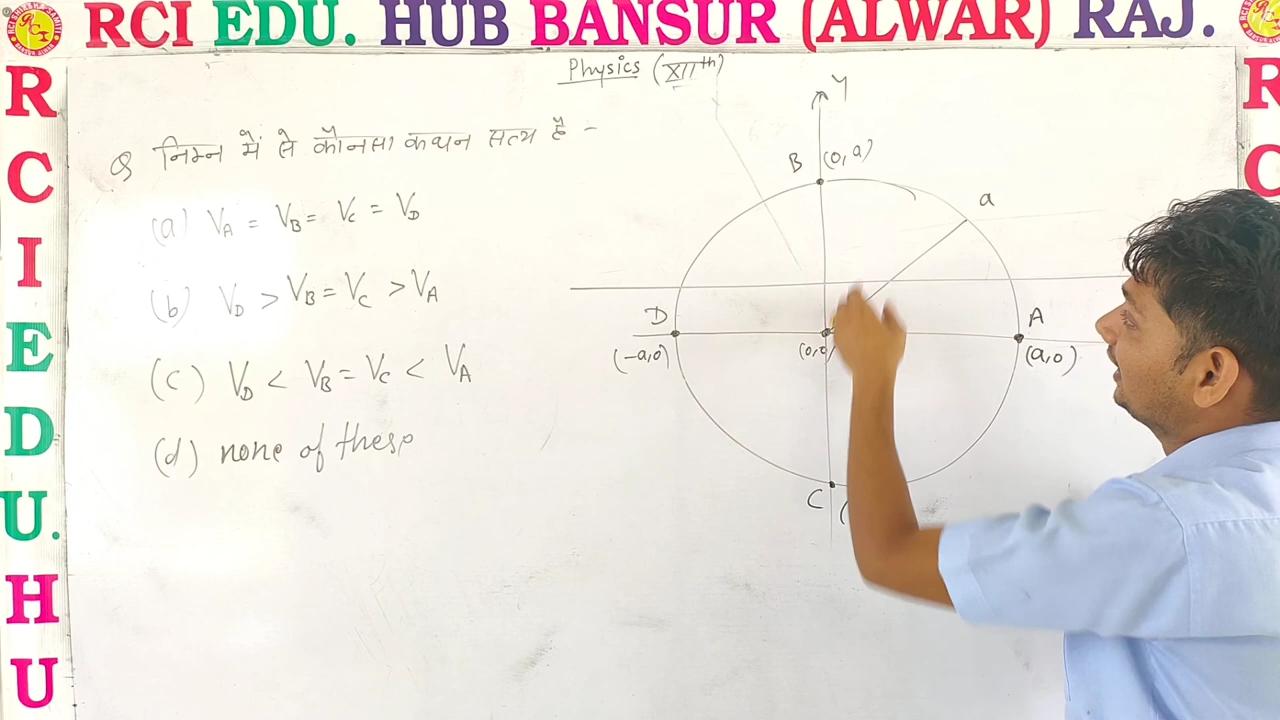 RCI EDU. HUB BANSUR (ALWAR) RAJ.
R
C
I
E
D
U.
H
U
R
C
Physics (XIIth)
Q निम्न में से कौनसा कथन सत्य है -
(a) VA = VB = VC = VD
(b) VD > VB = VC > VA
(c) VD < VB = VC < VA
(d) none of these
Y
B (0,a)
a
D
(-a,0)
(0,0
A
(a,0)
C (